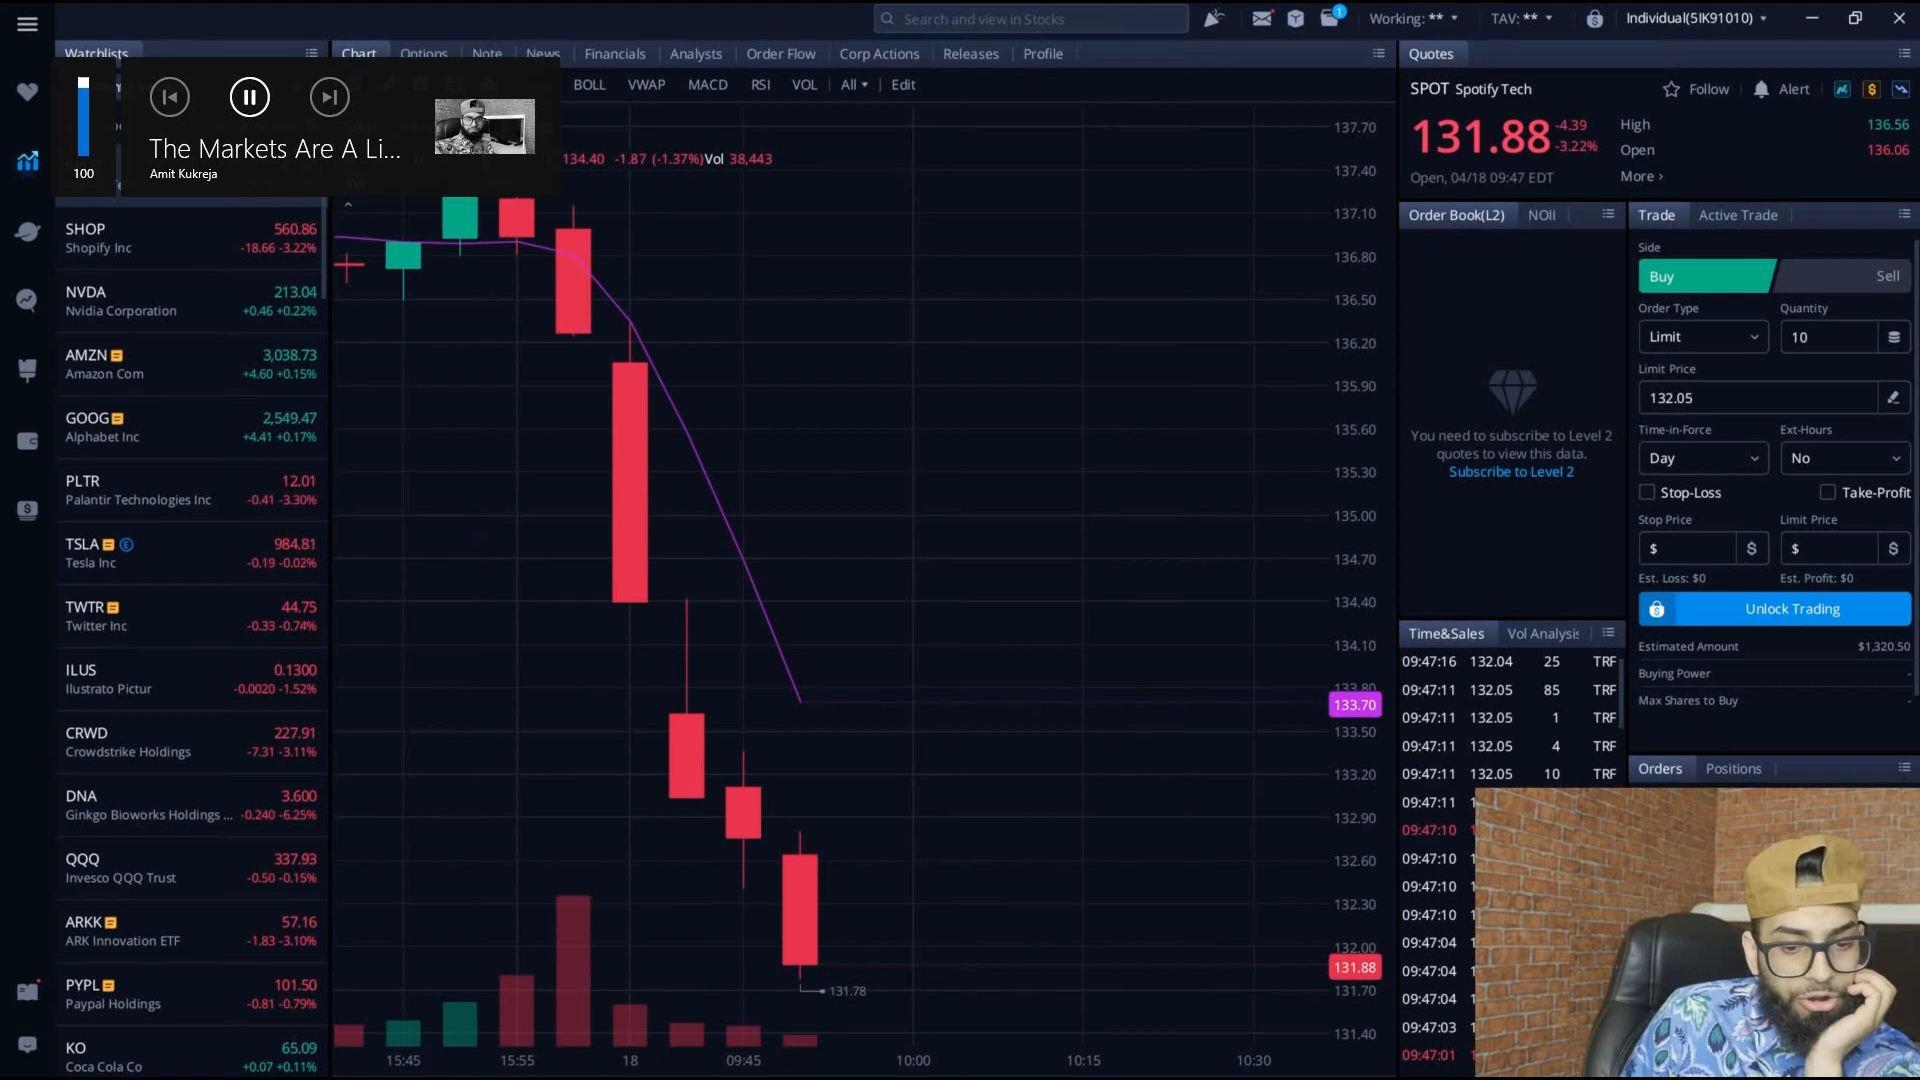 Search and view in Stocks
1
Working: **
TAV: **
Individual(5IK91010)
Watchlists
Chart
Options
Note
News
Financials
Analysts
Order Flow
Corp Actions
Releases
Profile
Quotes
BOLL
VWAP
MACD
RSI
VOL
All
Edit
100
The Markets Are A Li...
Amit Kukreja
134.40 -1.87 (-1.37%)Vol 38,443
SPOT Spotify Tech
Follow
Alert
131.88
-4.39
-3.22%
High 136.56
Open 136.06
More ›
Open, 04/18 09:47 EDT
SHOP 560.86
Shopify Inc -18.66 -3.22%
NVDA 213.04
Nvidia Corporation +0.46 +0.22%
AMZN 3,038.73
Amazon Com +4.60 +0.15%
GOOG 2,549.47
Alphabet Inc +4.41 +0.17%
PLTR 12.01
Palantir Technologies Inc -0.41 -3.30%
TSLA E 984.81
Tesla Inc -0.19 -0.02%
TWTR 44.75
Twitter Inc -0.33 -0.74%
ILUS 0.1300
Ilustrato Pictur -0.0020 -1.52%
CRWD 227.91
Crowdstrike Holdings -7.31 -3.11%
DNA 3.600
Ginkgo Bioworks Holdings ... -0.240 -6.25%
QQQ 337.93
Invesco QQQ Trust -0.50 -0.15%
ARKK 57.16
ARK Innovation ETF -1.83 -3.10%
PYPL 101.50
Paypal Holdings -0.81 -0.79%
KO 65.09
Coca Cola Co +0.07 +0.11%
137.70
137.40
137.10
136.80
136.50
136.20
135.90
135.60
135.30
135.00
134.70
134.40
134.10
133.80
133.70
133.50
133.20
132.90
132.60
132.30
132.00
131.88
131.70
131.40
131.78
15:45
15:55
18
09:45
10:00
10:15
10:30
Order Book(L2)
NOII
You need to subscribe to Level 2
quotes to view this data.
Subscribe to Level 2
Trade
Active Trade
Side
Buy
Sell
Order Type
Quantity
Limit
10
Limit Price
132.05
Time-in-Force
Ext-Hours
Day
No
Stop-Loss
Take-Profit
Stop Price
Limit Price
$ $
$ $
Est. Loss: $0
Est. Profit: $0
Unlock Trading
Estimated Amount $1,320.50
Buying Power -
Max Shares to Buy -
Time&Sales
Vol Analysis
09:47:16 132.04 25 TRF
09:47:11 132.05 85 TRF
09:47:11 132.05 1 TRF
09:47:11 132.05 4 TRF
09:47:11 132.05 10 TRF
09:47:11
09:47:10
09:47:10
09:47:10
09:47:10
09:47:04
09:47:04
09:47:04
09:47:03
09:47:01
Orders
Positions